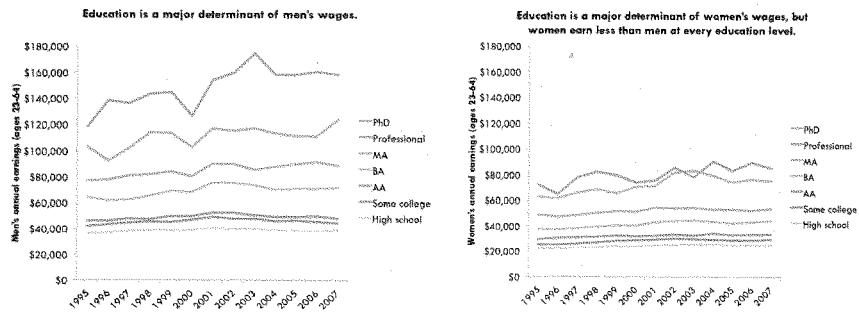 Education is a major determinant of men's wages.
$180,000
$160,000
$140,000
$120,000
$100,000
$80,000
$60,000
$40,000
$20,000
$0
Men's annual earnings (ages 23-64)
1995
1996
1997
1998
1999
2000
2001
2002
2003
2004
2005
2006
2007
PhD
Professional
MA
BA
AA
Some college
High school
Education is a major determinant of women's wages, but
women earn less than men at every education level.
$180,000
$160,000
$140,000
$120,000
$100,000
$80,000
$60,000
$40,000
$20,000
$0
Women's annual earnings (ages 23-64)
1995
1996
1997
1998
1999
2000
2001
2002
2003
2004
2005
2006
2007
PhD
Professional
MA
BA
AA
Some college
High school